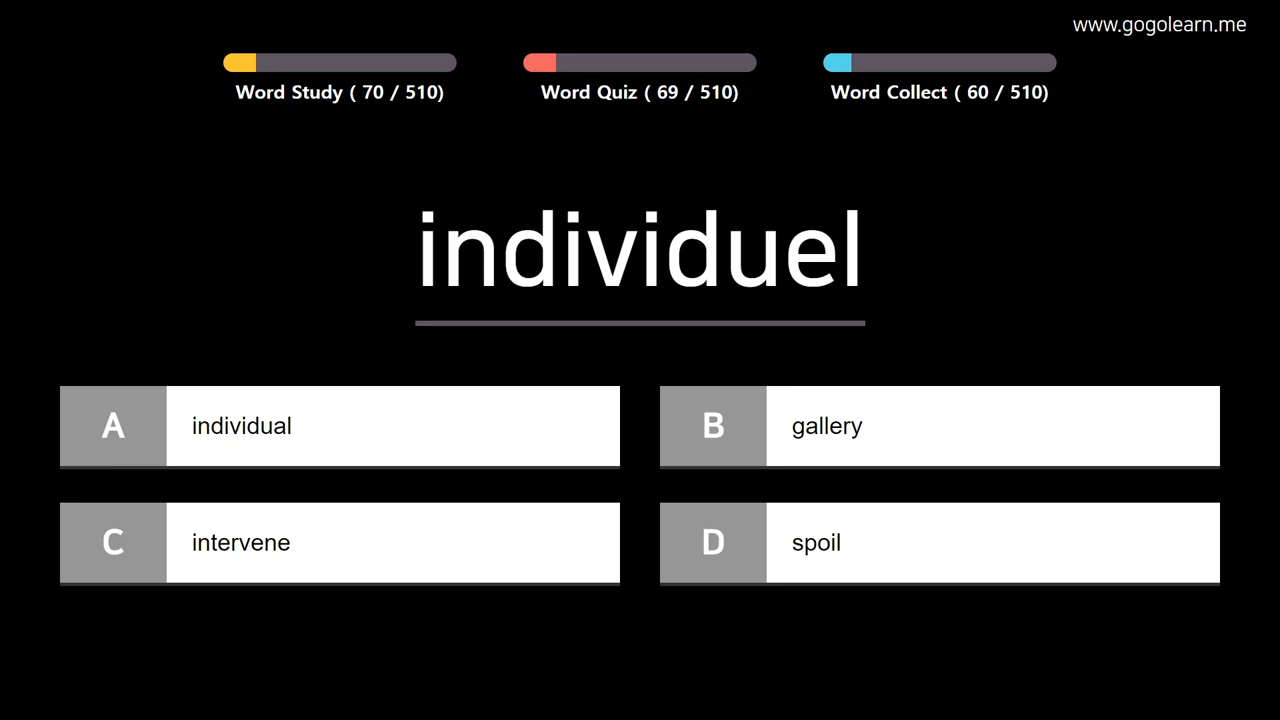 www.gogolearn.me
Word Study ( 70 / 510)
Word Quiz ( 69 / 510)
Word Collect ( 60 / 510)
individuel
A individual
B gallery
C intervene
D spoil